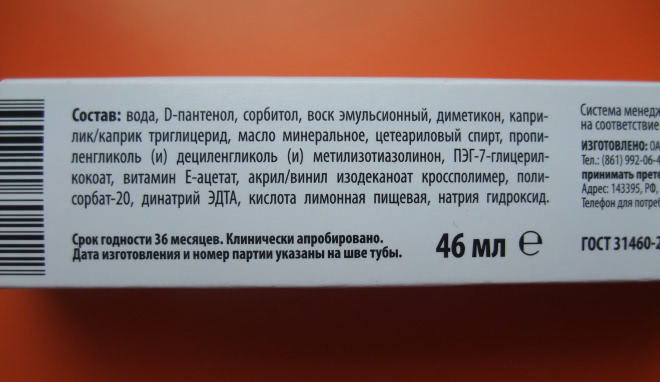 Состав: вода, D-пантенол, сорбитол, воск эмульсионный, диметикон, капри-
лик/каприк триглицерид, масло минеральное, цетеариловый спирт, пропи-
ленгликоль (и) дециленгликоль (и) метилизотиазолинон, ПЭГ-7-глицерил-
кокоат, витамин Е-ацетат, акрил/винил изодеканоат кроссполимер, поли-
сорбат-20, динатрий ЭДТА, кислота лимонная пищевая, натрия гидроксид.
Срок годности 36 месяцев. Клинически апробировано.
Дата изготовления и номер партии указаны на шве тубы.
46 мл ℮
Система менедж
на соответствие
ИЗГОТОВЛЕНО: ОА
Тел.: (861) 992-06-4
принимать прете
Адрес: 143395, РФ,
Телефон для потреб
ГОСТ 31460-2